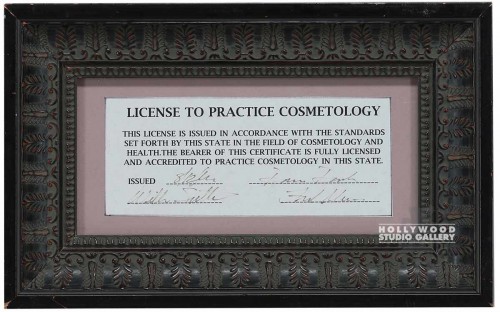 LICENSE TO PRACTICE COSMETOLOGY
THIS LICENSE IS ISSUED IN ACCORDANCE WITH THE STANDARDS
SET FORTH BY THIS STATE IN THE FIELD OF COSMETOLOGY AND
HEALTH.THE BEARER OF THIS CERTIFICATE IS FULLY LICENSED
AND ACCREDITED TO PRACTICE COSMETOLOGY IN THIS STATE.
ISSUED
HOLLYWOOD
STUDIO GALLERY